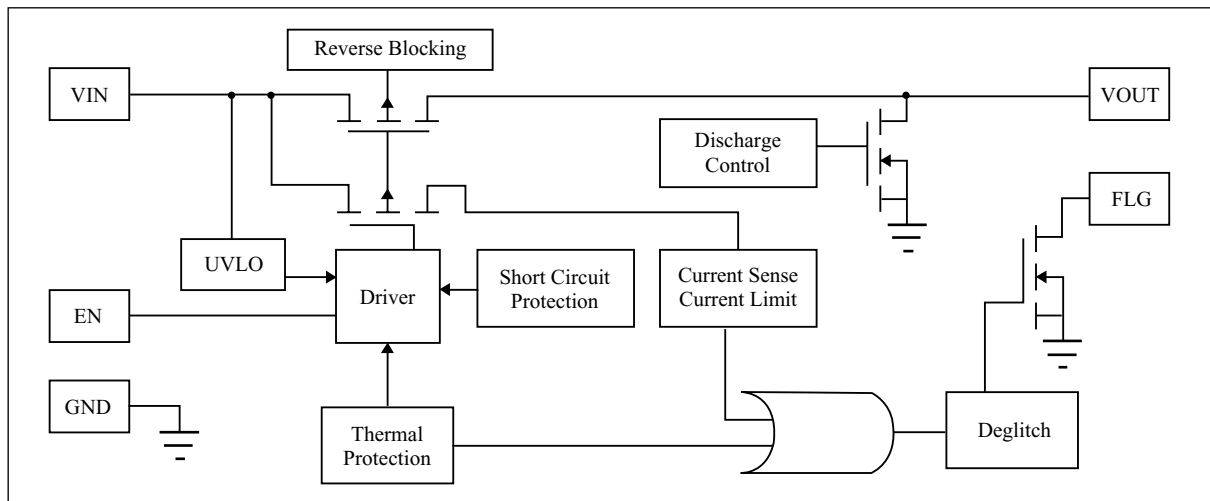 Reverse Blocking
VIN
VOUT
Discharge
Control
FLG
UVLO
Driver
Short Circuit
Protection
Current Sense
Current Limit
EN
GND
Thermal
Protection
Deglitch